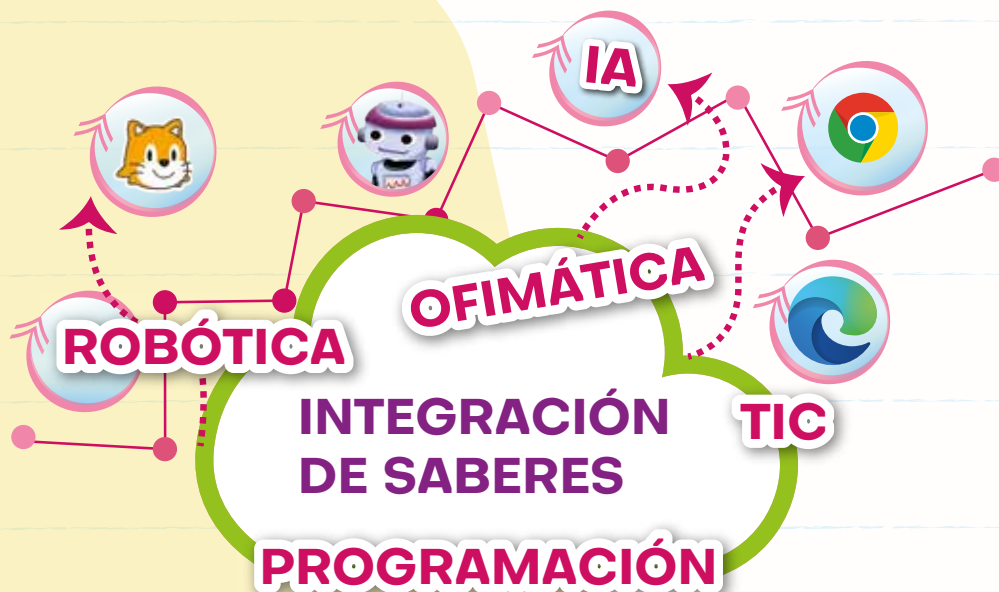 IA
OFIMÁTICA
ROBÓTICA
INTEGRACIÓN
DE SABERES
TIC
PROGRAMACIÓN